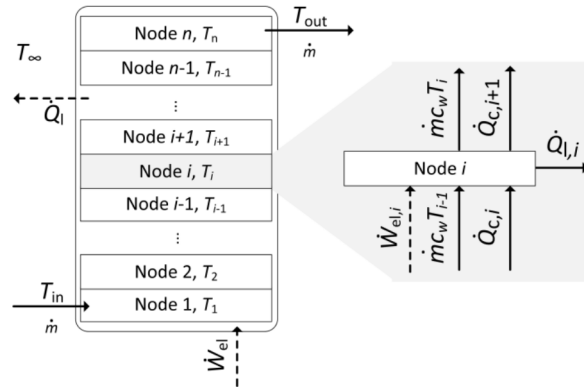 Node n, Tn
Tout
ṁ
Node n-1, Tn-1
T∞
⋮
Q̇l
Node i+1, Ti+1
Node i, Ti
Node i-1, Ti-1
⋮
Node 2, T2
Tin
Node 1, T1
ṁ
Ẇel
ṁcwTi
Q̇c,i+1
Q̇l,i
Node i
Ẇel,i
ṁcwTi-1
Q̇c,i